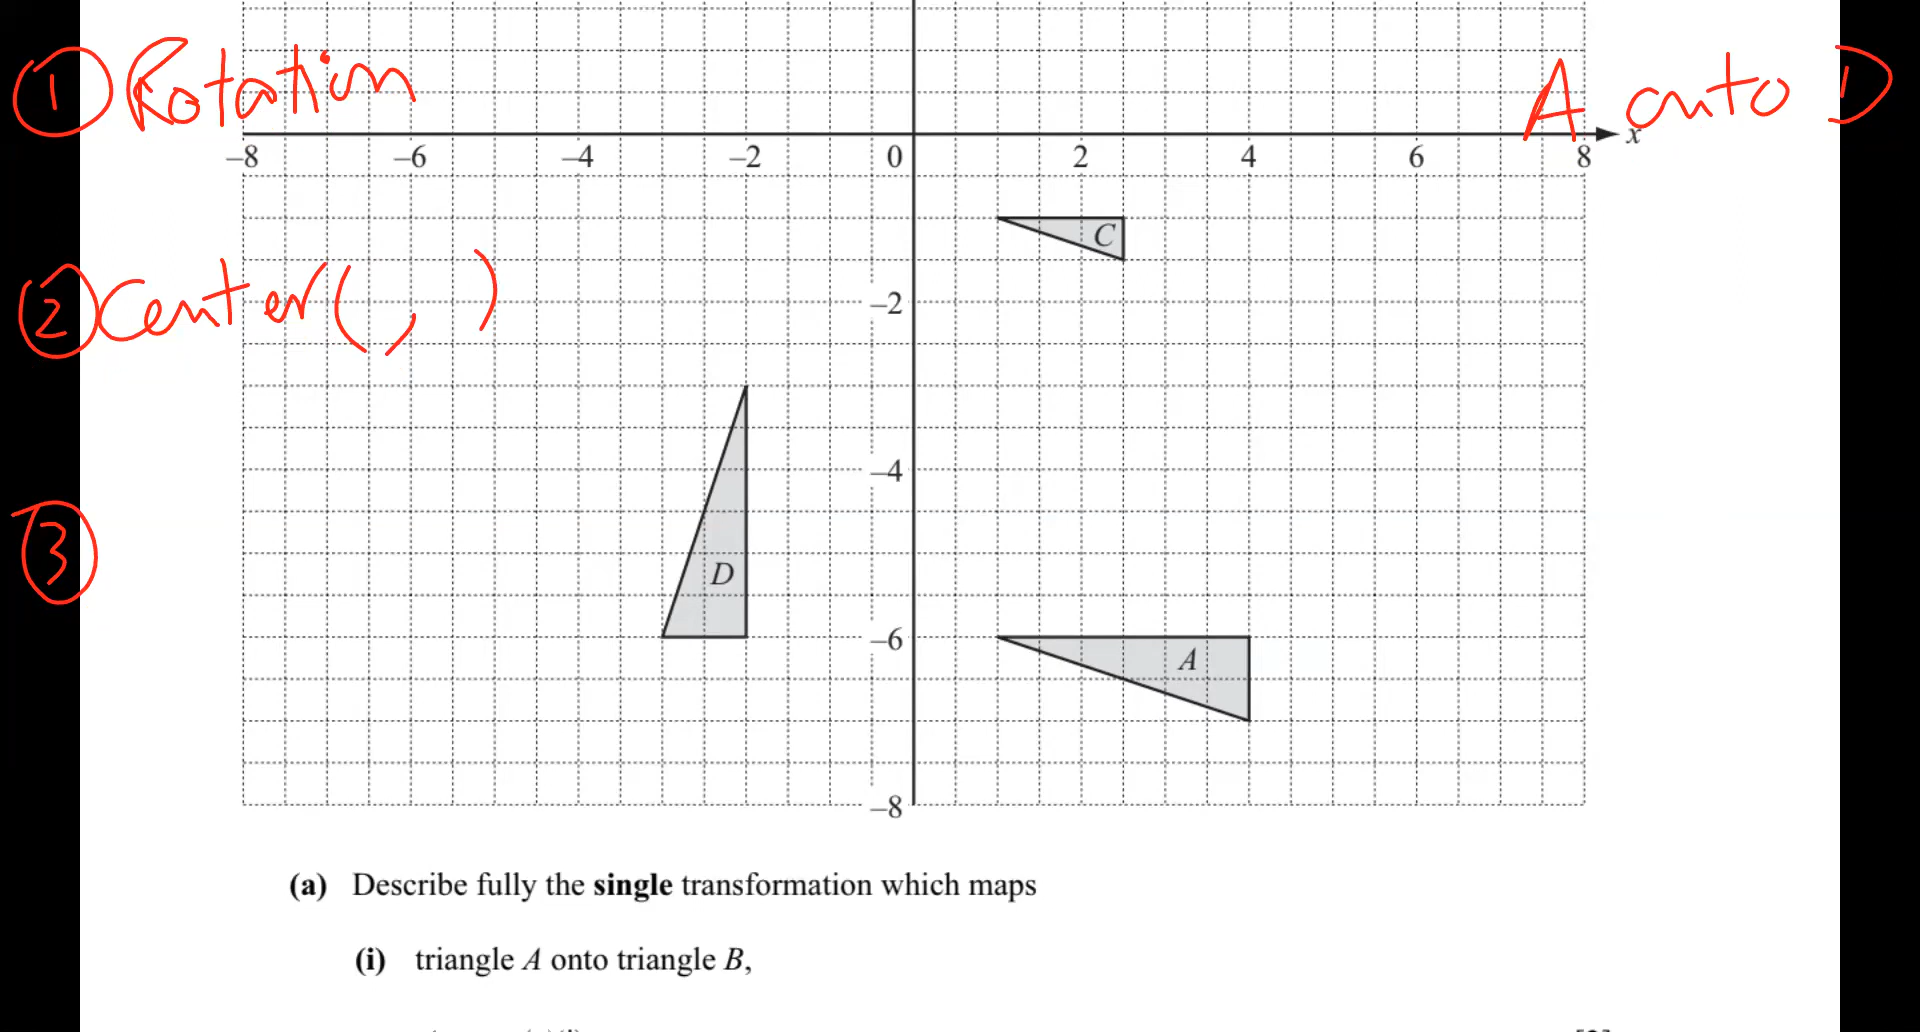 ① Rotation
A onto D
–8 –6 –4 –2 0 2 4 6 8 x
C
② Center( , )
–2
–4
③
D
–6
A
–8
(a) Describe fully the single transformation which maps
(i) triangle A onto triangle B,